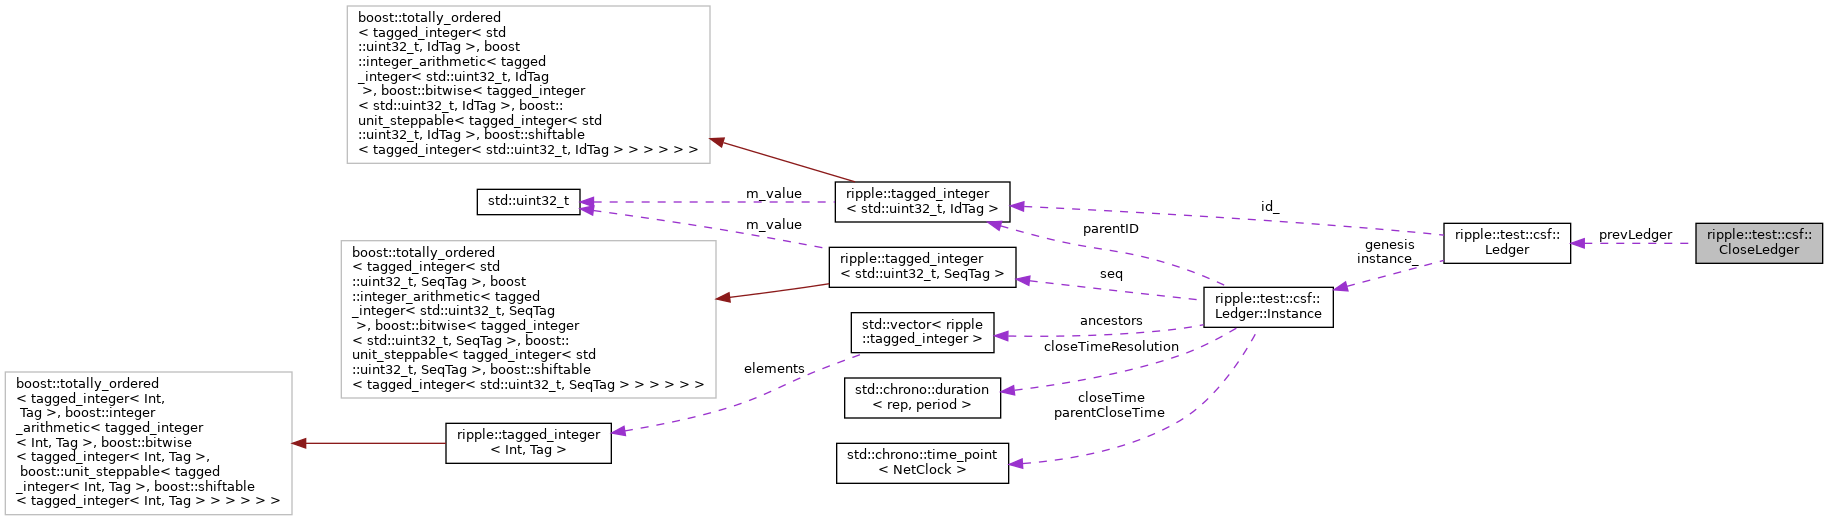 boost::totally_ordered
< tagged_integer< std
::uint32_t, IdTag >, boost
::integer_arithmetic< tagged
_integer< std::uint32_t, IdTag
 >, boost::bitwise< tagged_integer
< std::uint32_t, IdTag >, boost::
unit_steppable< tagged_integer< std
::uint32_t, IdTag >, boost::shiftable
< tagged_integer< std::uint32_t, IdTag > > > > > >
std::uint32_t
m_value
m_value
ripple::tagged_integer
< std::uint32_t, IdTag >
id_
parentID
ripple::test::csf::
Ledger
prevLedger
ripple::test::csf::
CloseLedger
genesis
instance_
boost::totally_ordered
< tagged_integer< std
::uint32_t, SeqTag >, boost
::integer_arithmetic< tagged
_integer< std::uint32_t, SeqTag
 >, boost::bitwise< tagged_integer
< std::uint32_t, SeqTag >, boost::
unit_steppable< tagged_integer< std
::uint32_t, SeqTag >, boost::shiftable
< tagged_integer< std::uint32_t, SeqTag > > > > > >
ripple::tagged_integer
< std::uint32_t, SeqTag >
seq
ripple::test::csf::
Ledger::Instance
std::vector< ripple
::tagged_integer >
ancestors
closeTimeResolution
elements
std::chrono::duration
< rep, period >
closeTime
parentCloseTime
boost::totally_ordered
< tagged_integer< Int,
 Tag >, boost::integer
_arithmetic< tagged_integer
< Int, Tag >, boost::bitwise
< tagged_integer< Int, Tag >,
 boost::unit_steppable< tagged
_integer< Int, Tag >, boost::shiftable
< tagged_integer< Int, Tag > > > > > >
ripple::tagged_integer
< Int, Tag >
std::chrono::time_point
< NetClock >